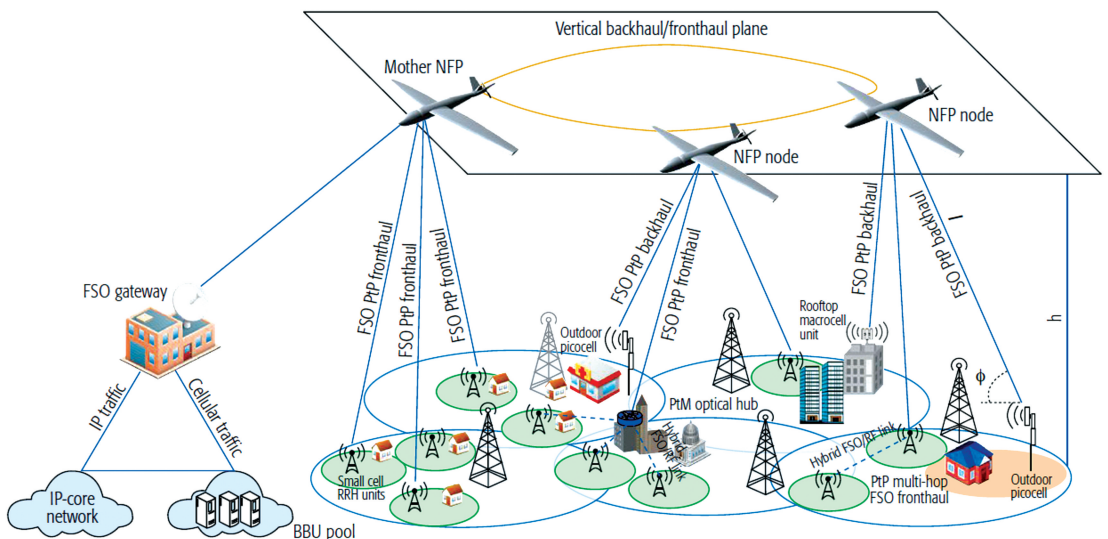 Vertical backhaul/fronthaul plane
Mother NFP
NFP node
NFP node
FSO PtP fronthaul
FSO PtP fronthaul
FSO PtP fronthaul
FSO PtP backhaul
FSO PtP fronthaul
FSO PtP backhaul
FSO PtP backhaul
l
h
ϕ
FSO gateway
IP traffic
Cellular traffic
IP-core
network
BBU pool
Outdoor
picocell
Rooftop
macrocell
unit
PtM optical hub
Hybrid
FSO/RF link
Hybrid FSO/RF link
Small cell
RRH units
PtP multi-hop
FSO fronthaul
Outdoor
picocell